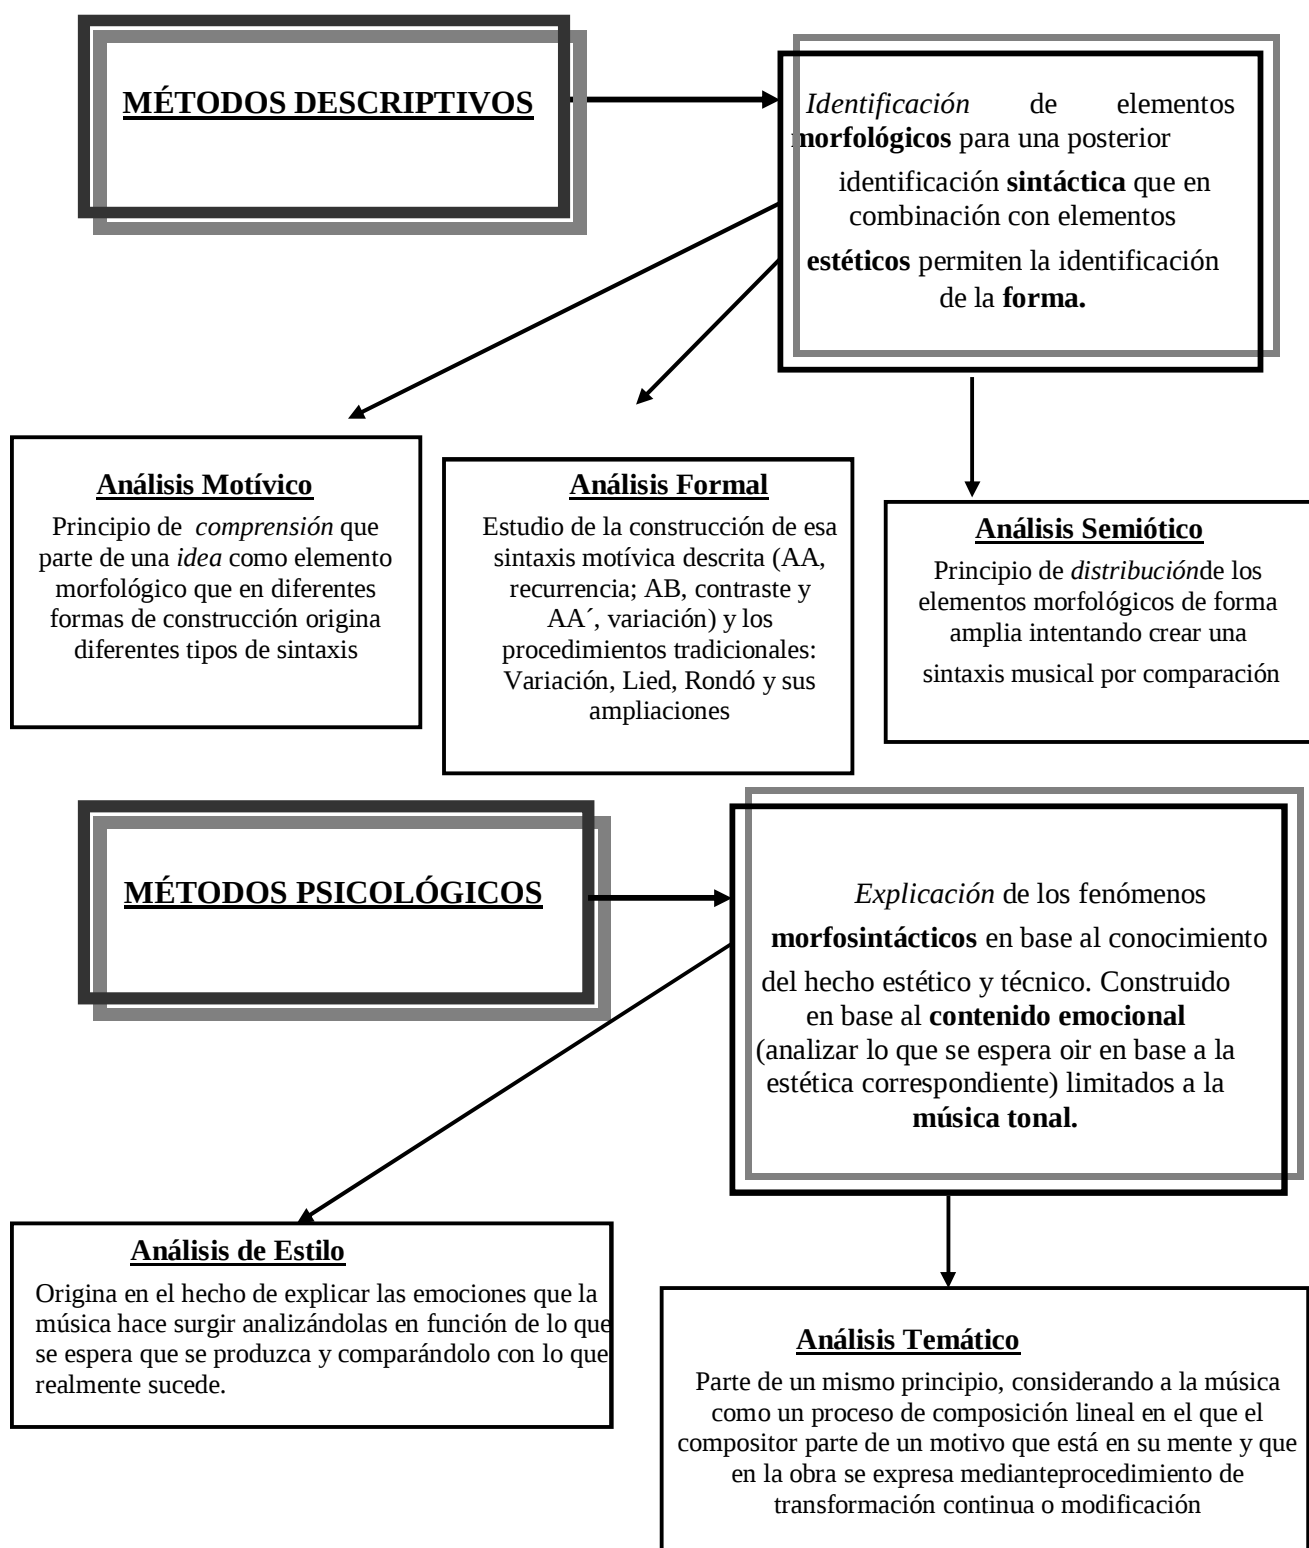 MÉTODOS DESCRIPTIVOS
Identificación de elementos
morfológicos para una posterior
identificación sintáctica que en
combinación con elementos
estéticos permiten la identificación
de la forma.
Análisis Motívico
Principio de comprensión que
parte de una idea como elemento
morfológico que en diferentes
formas de construcción origina
diferentes tipos de sintaxis
Análisis Formal
Estudio de la construcción de esa
sintaxis motívica descrita (AA,
recurrencia; AB, contraste y
AA´, variación) y los
procedimientos tradicionales:
Variación, Lied, Rondó y sus
ampliaciones
Análisis Semiótico
Principio de distribuciónde los
elementos morfológicos de forma
amplia intentando crear una
sintaxis musical por comparación
MÉTODOS PSICOLÓGICOS
Explicación de los fenómenos
morfosintácticos en base al conocimiento
del hecho estético y técnico. Construido
en base al contenido emocional
(analizar lo que se espera oir en base a la
estética correspondiente) limitados a la
música tonal.
Análisis de Estilo
Origina en el hecho de explicar las emociones que la
música hace surgir analizándolas en función de lo que
se espera que se produzca y comparándolo con lo que
realmente sucede.
Análisis Temático
Parte de un mismo principio, considerando a la música
como un proceso de composición lineal en el que el
compositor parte de un motivo que está en su mente y que
en la obra se expresa medianteprocedimiento de
transformación continua o modificación